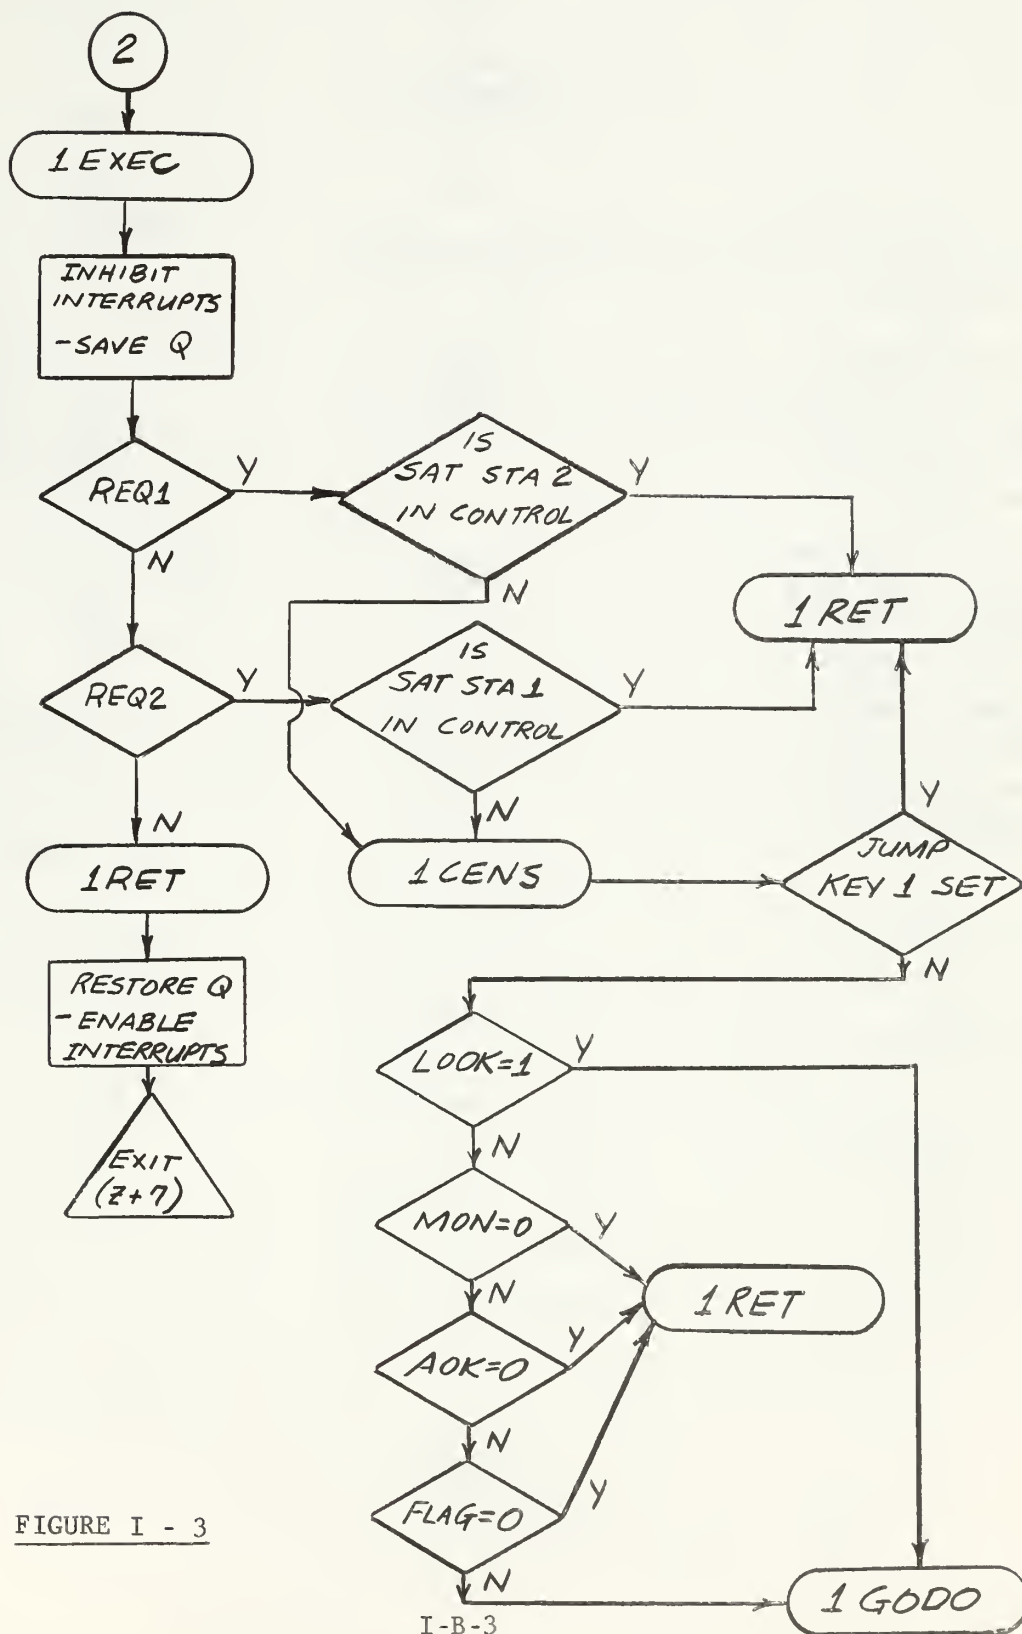 2
1 EXEC
INHIBIT
INTERRUPTS
-SAVE Q
REQ1
Y
N
IS
SAT STA 2
IN CONTROL
Y
N
1 RET
REQ2
Y
N
IS
SAT STA 1
IN CONTROL
Y
N
1RET
1 CENS
JUMP
KEY 1 SET
Y
N
RESTORE Q
- ENABLE
INTERRUPTS
EXIT
(Z+7)
LOOK=1
Y
N
MON=0
Y
N
1 RET
AOK=0
Y
N
FLAG=0
Y
N
1 GODO
FIGURE I - 3
I-B-3